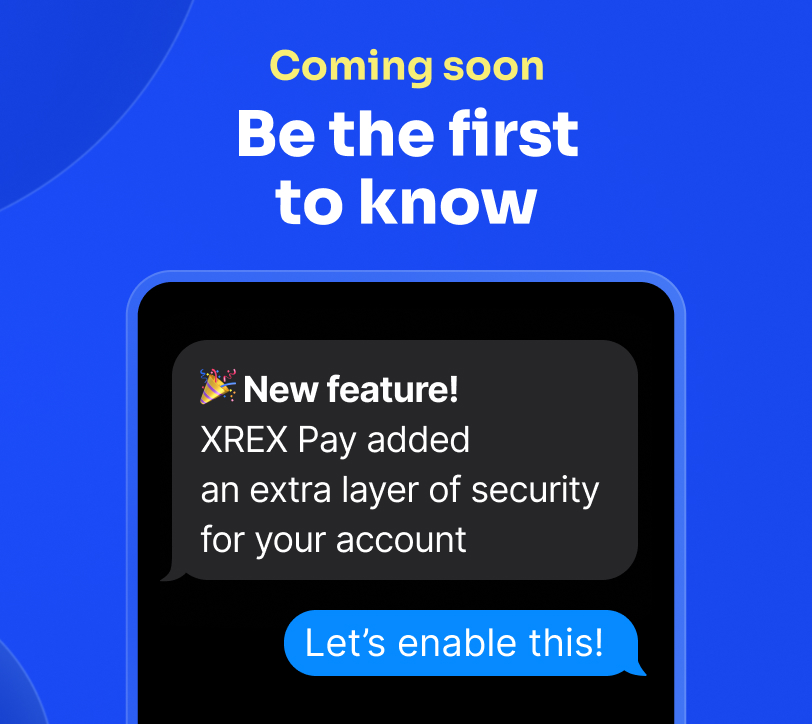 Coming soon
Be the first
to know
🎉 New feature!
XREX Pay added
an extra layer of security
for your account
Let’s enable this!